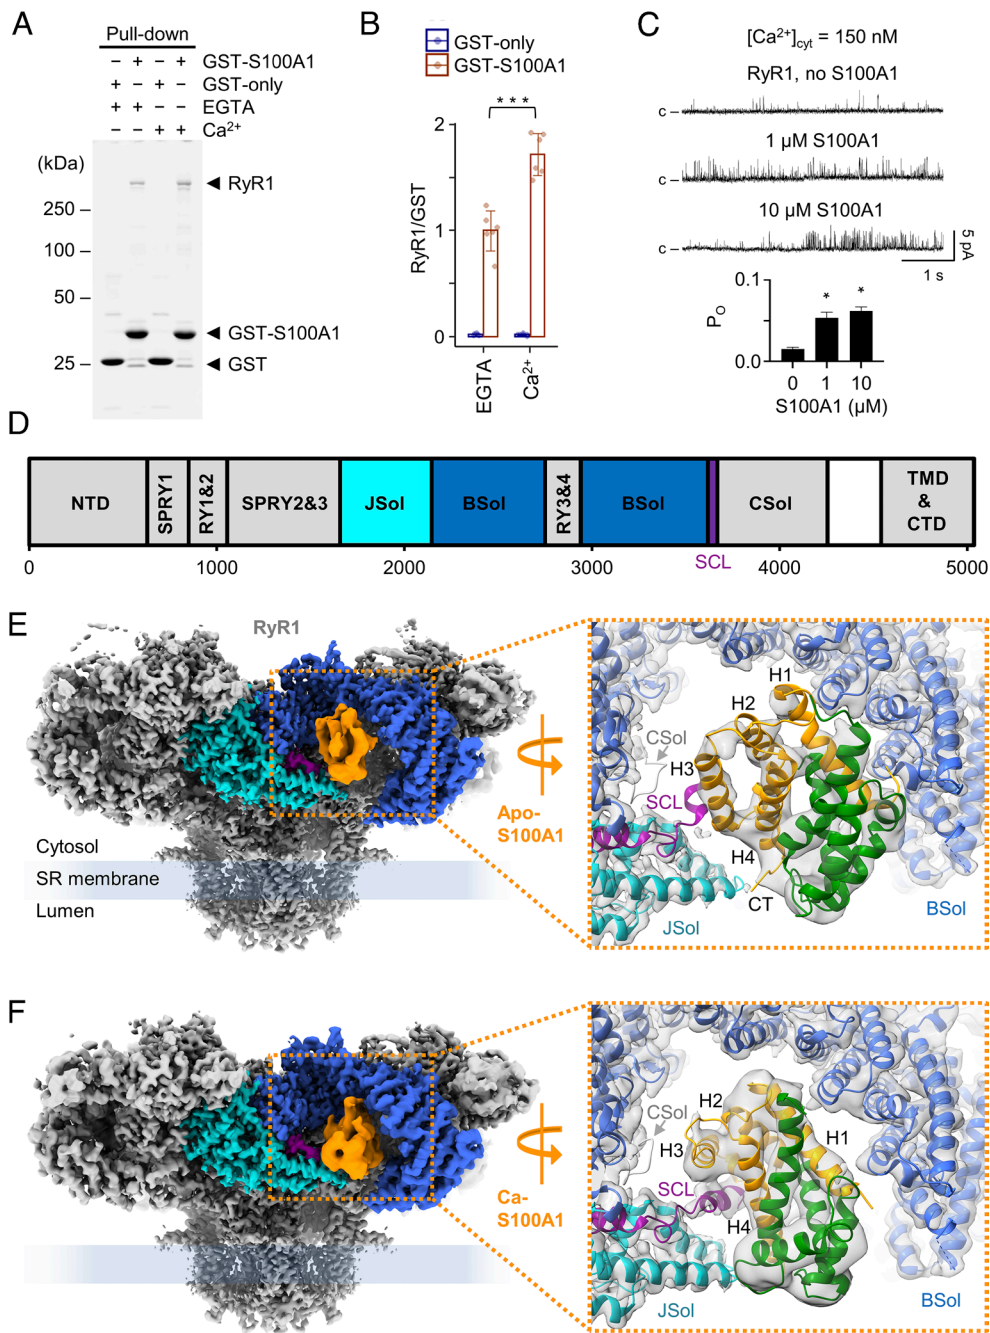 A
Pull-down
− + − + GST-S100A1
+ − + − GST-only
+ + − − EGTA
− − + + Ca²⁺
(kDa)
RyR1
250
100
50
GST-S100A1
25
GST
B
GST-only
GST-S100A1
***
2
1
0
RyR1/GST
EGTA
Ca²⁺
C
[Ca²⁺]cyt = 150 nM
RyR1, no S100A1
c
1 µM S100A1
c
10 µM S100A1
c
5 pA
1 s
0.1
* *
PO
0.0
0 1 10
S100A1 (µM)
D
NTD SPRY1 RY1&2 SPRY2&3 JSol BSol RY3&4 BSol CSol TMD & CTD
SCL
0 1000 2000 3000 4000 5000
E
RyR1
Apo-
S100A1
Cytosol
SR membrane
Lumen
H1
H2
CSol
H3
SCL
H4
CT
JSol
BSol
F
Ca-
S100A1
H2
CSol
H1
H3
SCL
H4
JSol
BSol